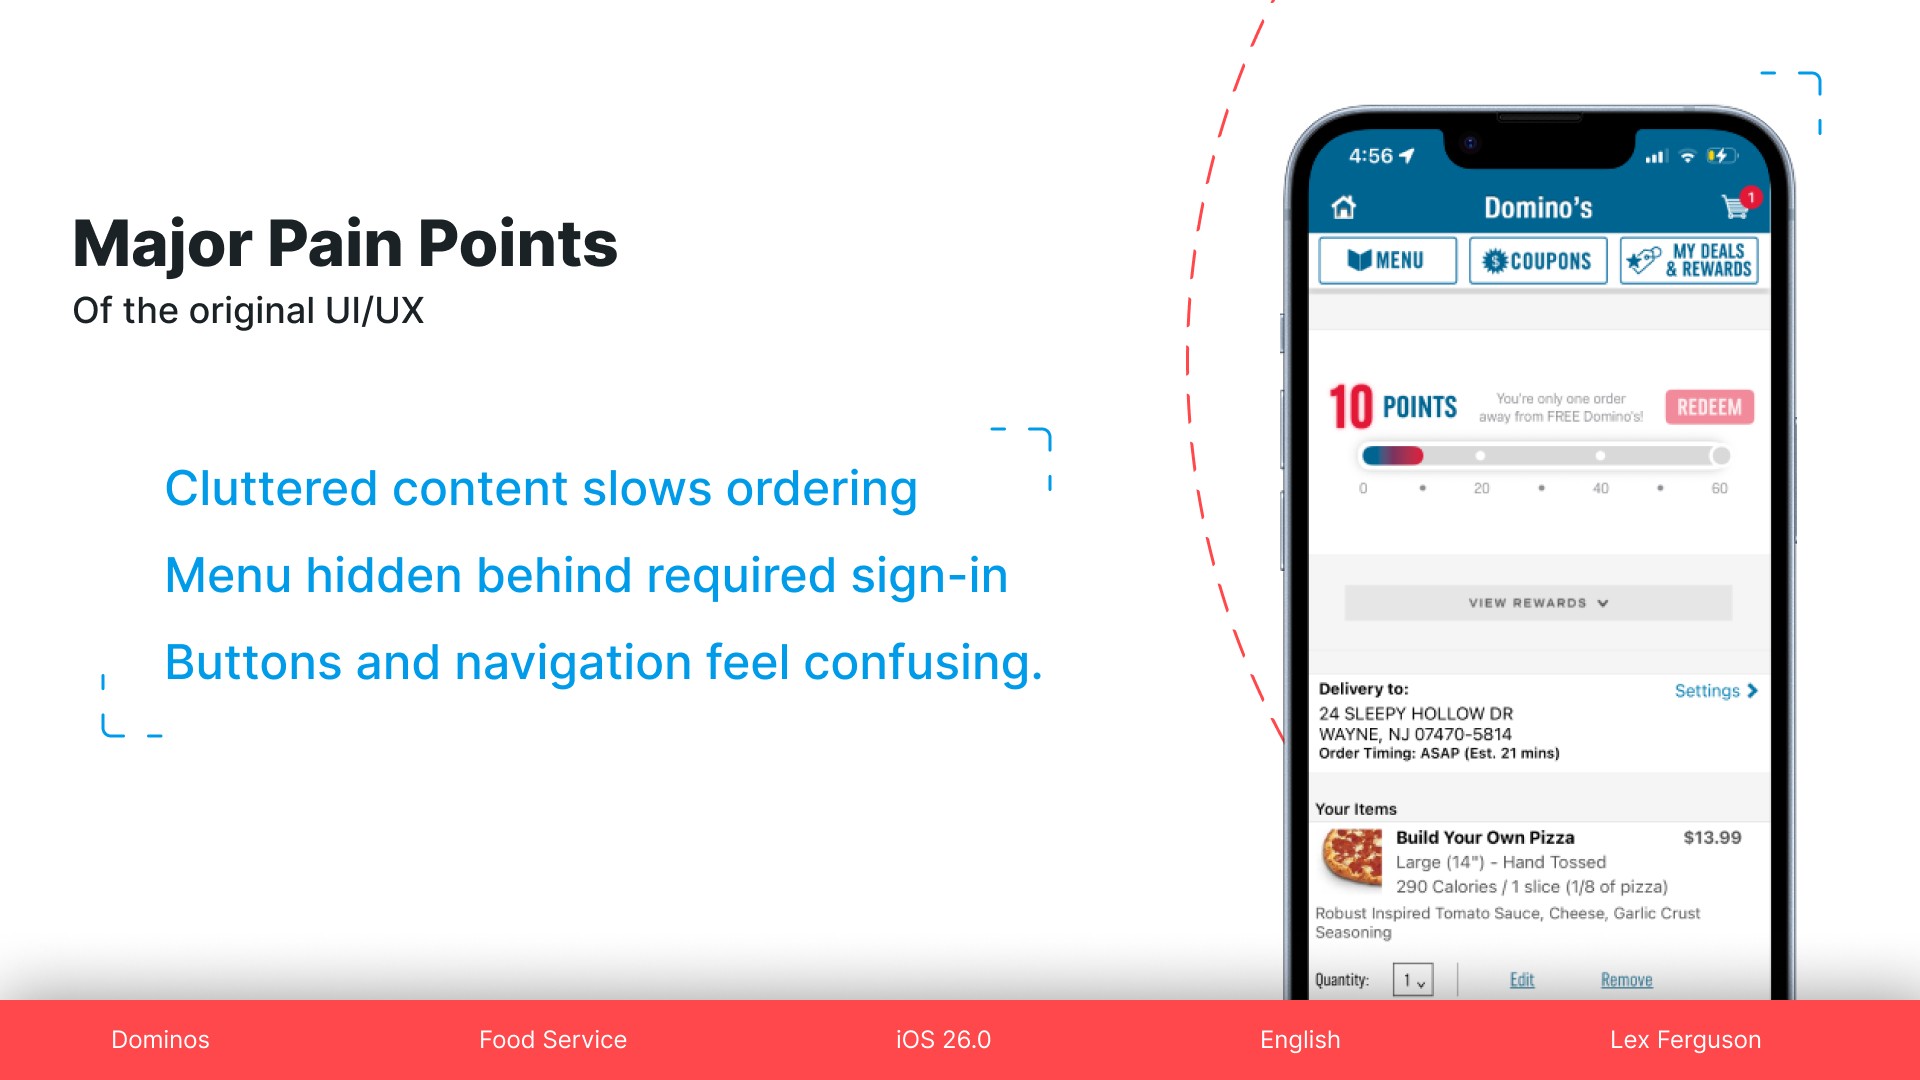 Major Pain Points
Of the original UI/UX
Cluttered content slows ordering
Menu hidden behind required sign-in
Buttons and navigation feel confusing.
4:56
Domino's
1
MENU
COUPONS
MY DEALS
& REWARDS
10 POINTS
You're only one order
away from FREE Domino's!
REDEEM
0 • 20 • 40 • 60
VIEW REWARDS
Delivery to:
Settings
24 SLEEPY HOLLOW DR
WAYNE, NJ 07470-5814
Order Timing: ASAP (Est. 21 mins)
Your Items
Build Your Own Pizza
$13.99
Large (14") - Hand Tossed
290 Calories / 1 slice (1/8 of pizza)
Robust Inspired Tomato Sauce, Cheese, Garlic Crust
Seasoning
Quantity: 1 Edit Remove
Dominos
Food Service
iOS 26.0
English
Lex Ferguson